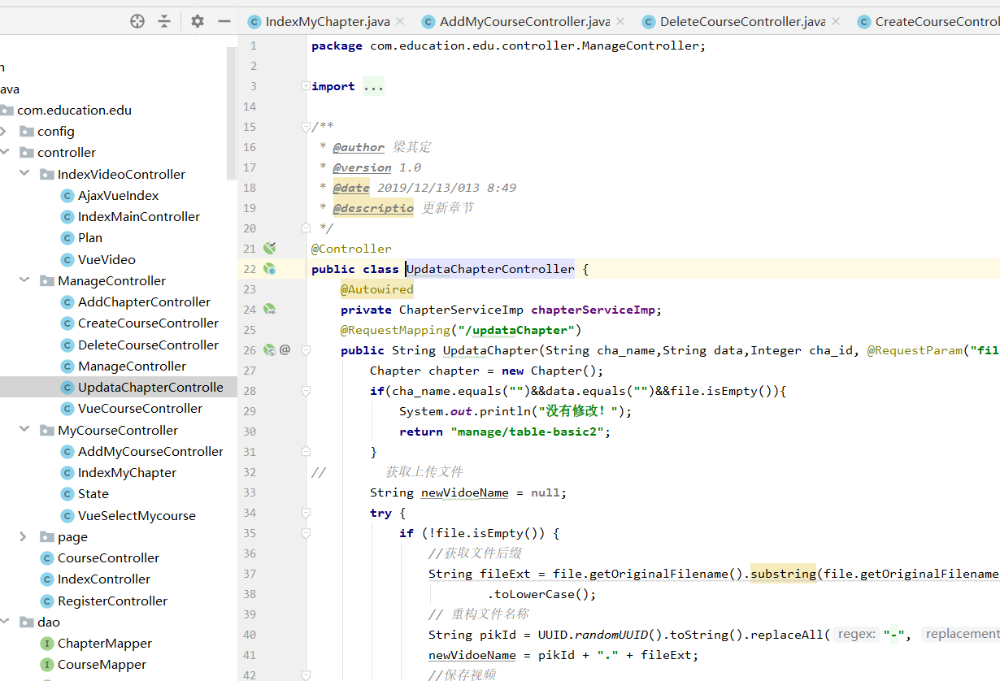 IndexMyChapter.java
AddMyCourseController.java
DeleteCourseController.java
CreateCourseControl
ava
com.education.edu
config
controller
IndexVideoController
AjaxVueIndex
IndexMainController
Plan
VueVideo
ManageController
AddChapterController
CreateCourseController
DeleteCourseController
ManageController
UpdataChapterControlle
VueCourseController
MyCourseController
AddMyCourseController
IndexMyChapter
State
VueSelectMycourse
page
CourseController
IndexController
RegisterController
dao
ChapterMapper
CourseMapper
1 package com.education.edu.controller.ManageController;
2
3 import ...
14
15 /**
16 * @author 梁其定
17 * @version 1.0
18 * @date 2019/12/13/013 8:49
19 * @descriptio 更新章节
20 */
21 @Controller
22 public class UpdataChapterController {
23 @Autowired
24 private ChapterServiceImp chapterServiceImp;
25 @RequestMapping("/updataChapter")
26 public String UpdataChapter(String cha_name,String data,Integer cha_id, @RequestParam("fil
27 Chapter chapter = new Chapter();
28 if(cha_name.equals("")&&data.equals("")&&file.isEmpty()){
29 System.out.println("没有修改！");
30 return "manage/table-basic2";
31 }
32 // 获取上传文件
33 String newVidoeName = null;
34 try {
35 if (!file.isEmpty()) {
36 //获取文件后缀
37 String fileExt = file.getOriginalFilename().substring(file.getOriginalFilename
38 .toLowerCase();
39 // 重构文件名称
40 String pikId = UUID.randomUUID().toString().replaceAll( regex: "-", replacement
41 newVidoeName = pikId + "." + fileExt;
42 //保存视频